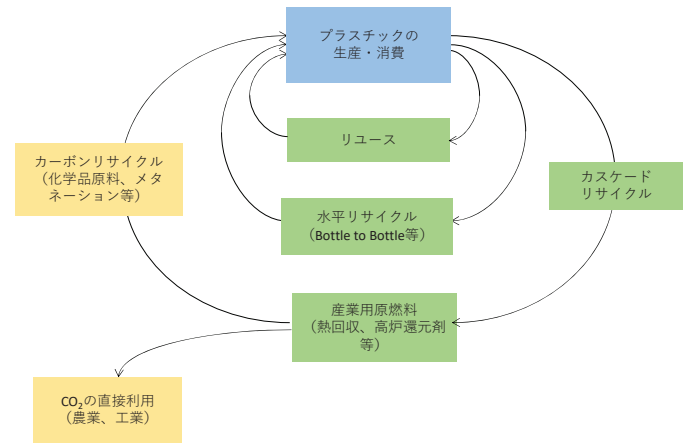 プラスチックの
生産・消費
リユース
カーボンリサイクル
（化学品原料、メタ
ネーション等）
カスケード
リサイクル
水平リサイクル
（Bottle to Bottle等）
産業用原燃料
（熱回収、高炉還元剤
等）
CO₂の直接利用
（農業、工業）